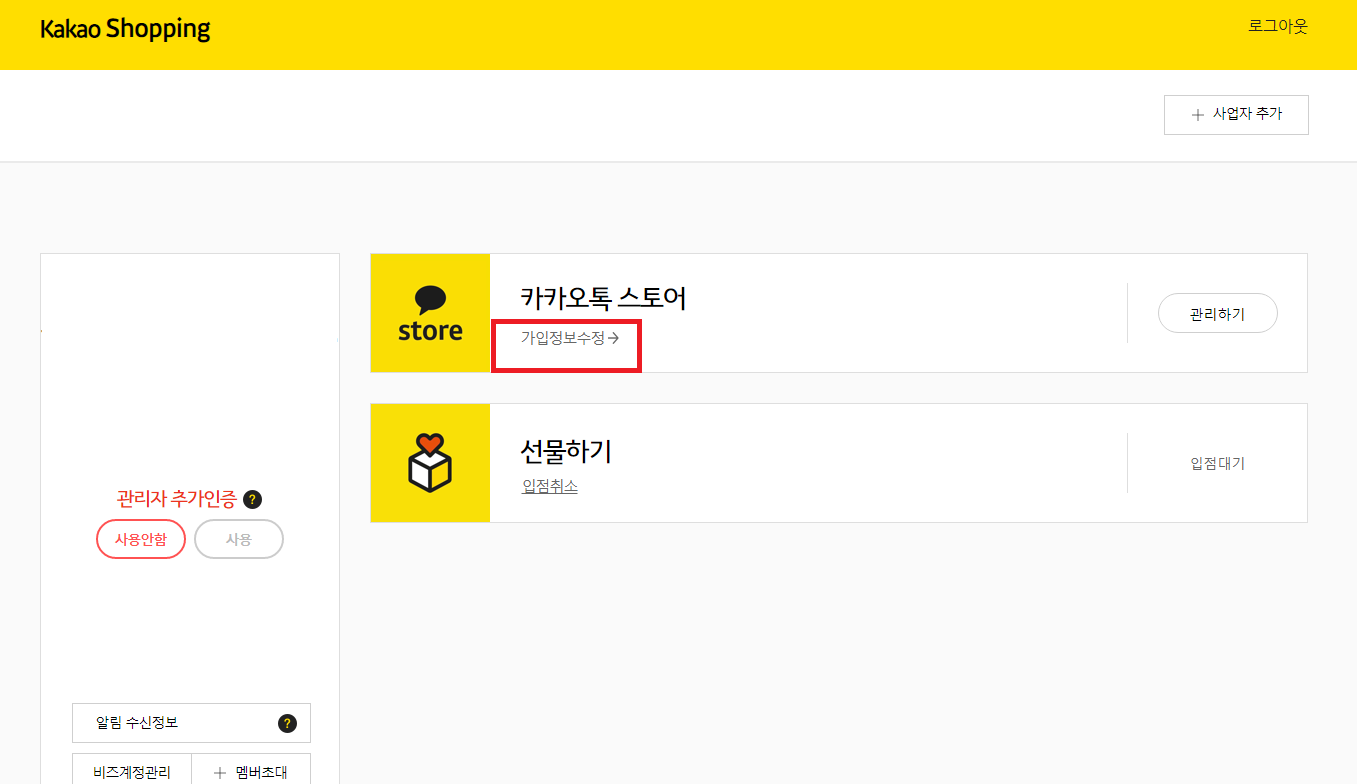 Kakao Shopping
로그아웃
+ 사업자 추가
카카오톡 스토어
store
가입정보수정→
관리하기
선물하기
입점취소
입점대기
관리자 추가인증 ?
사용안함 사용
알림 수신정보 ?
비즈계정관리 + 멤버초대